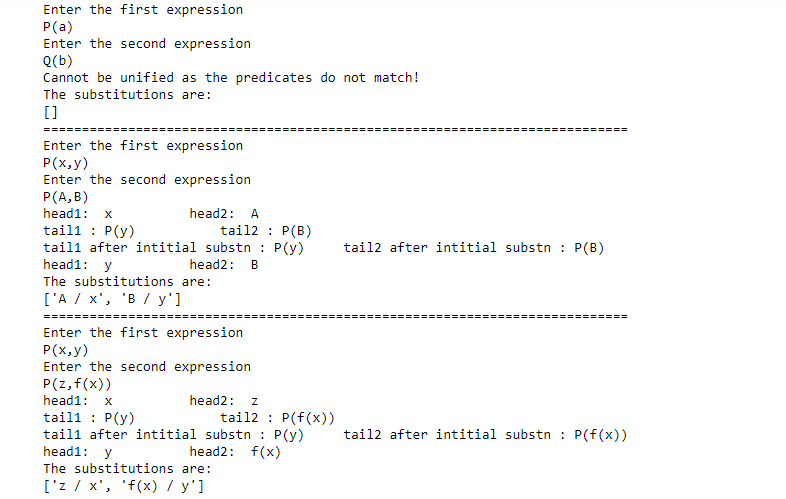 Enter the first expression
P(a)
Enter the second expression
Q(b)
Cannot be unified as the predicates do not match!
The substitutions are:
[]
============================================================================
Enter the first expression
P(x,y)
Enter the second expression
P(A,B)
head1:  x          head2:  A
tail1 : P(y)           tail2 : P(B)
tail1 after intitial substn : P(y)     tail2 after intitial substn : P(B)
head1:  y          head2:  B
The substitutions are:
['A / x', 'B / y']
============================================================================
Enter the first expression
P(x,y)
Enter the second expression
P(z,f(x))
head1:  x          head2:  z
tail1 : P(y)           tail2 : P(f(x))
tail1 after intitial substn : P(y)     tail2 after intitial substn : P(f(x))
head1:  y          head2:  f(x)
The substitutions are:
['z / x', 'f(x) / y']